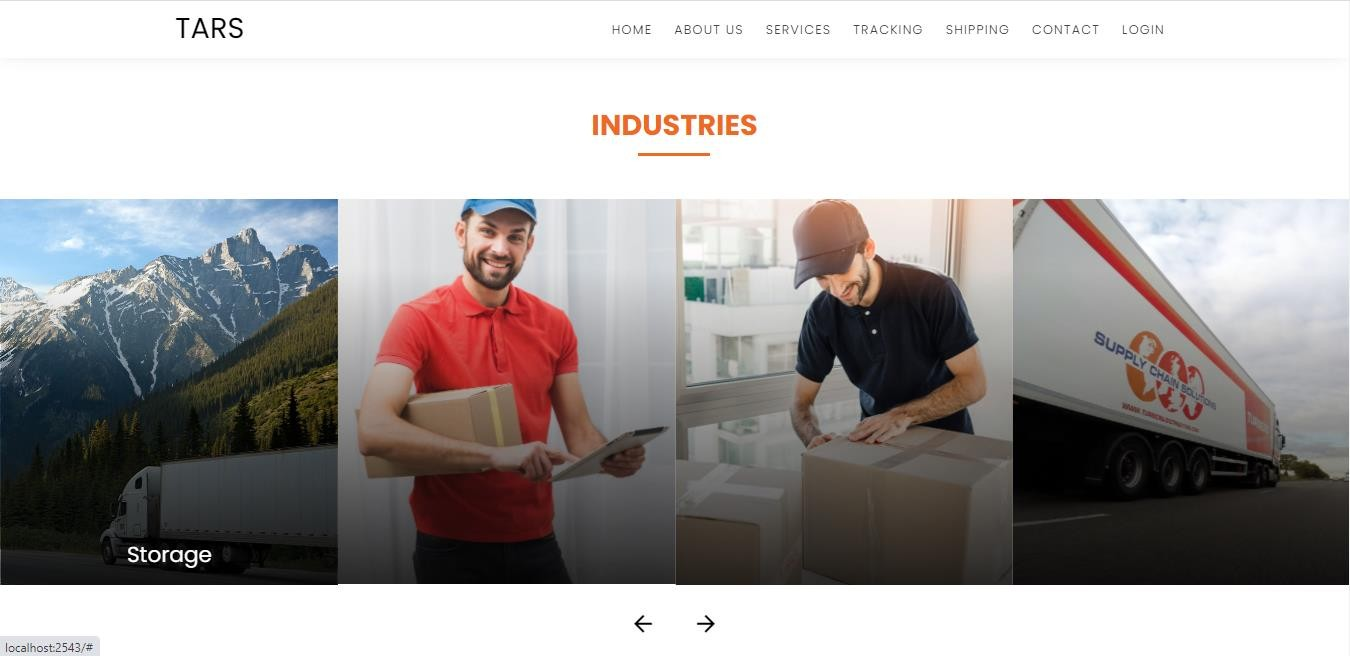 TARS
HOME ABOUT US SERVICES TRACKING SHIPPING CONTACT LOGIN
INDUSTRIES
SUPPLY CHAIN SOLUTIONS
Storage
localhost:2543/#